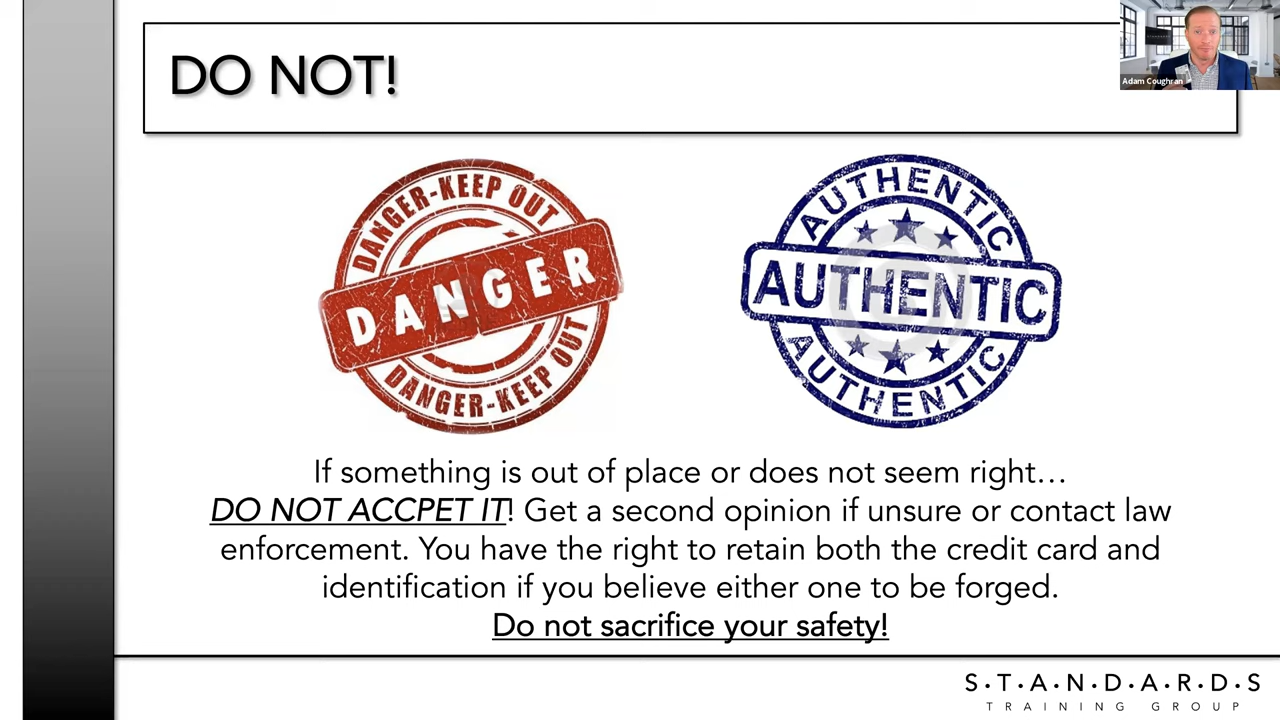 DO NOT!
Adam Coughran
DANGER-KEEP OUT
DANGER
DANGER-KEEP OUT
AUTHENTIC
AUTHENTIC
AUTHENTIC
If something is out of place or does not seem right…
DO NOT ACCPET IT! Get a second opinion if unsure or contact law
enforcement. You have the right to retain both the credit card and
identification if you believe either one to be forged.
Do not sacrifice your safety!
S·T·A·N·D·A·R·D·S
TRAINING GROUP